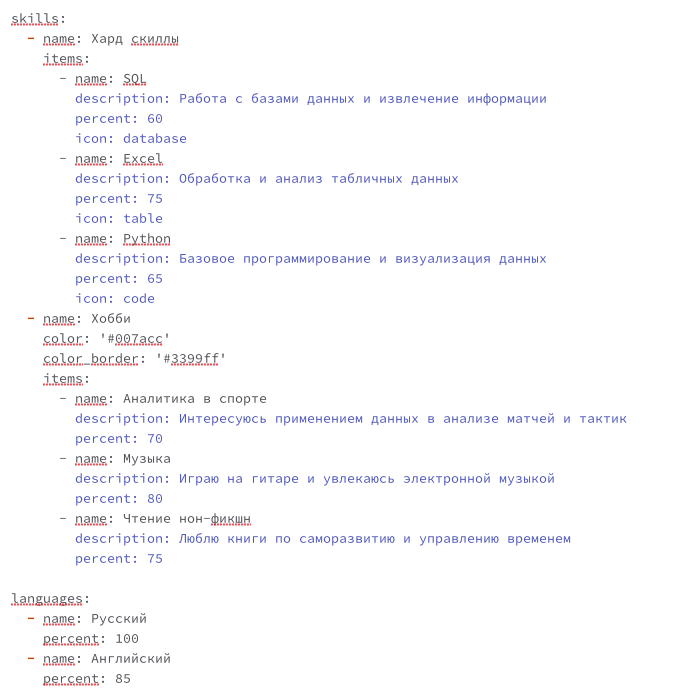 skills:
- name: Хард скиллы
items:
- name: SQL
description: Работа с базами данных и извлечение информации
percent: 60
icon: database
- name: Excel
description: Обработка и анализ табличных данных
percent: 75
icon: table
- name: Python
description: Базовое программирование и визуализация данных
percent: 65
icon: code
- name: Хобби
color: '#007acc'
color_border: '#3399ff'
items:
- name: Аналитика в спорте
description: Интересуюсь применением данных в анализе матчей и тактик
percent: 70
- name: Музыка
description: Играю на гитаре и увлекаюсь электронной музыкой
percent: 80
- name: Чтение нон-фикшн
description: Люблю книги по саморазвитию и управлению временем
percent: 75
languages:
- name: Русский
percent: 100
- name: Английский
percent: 85